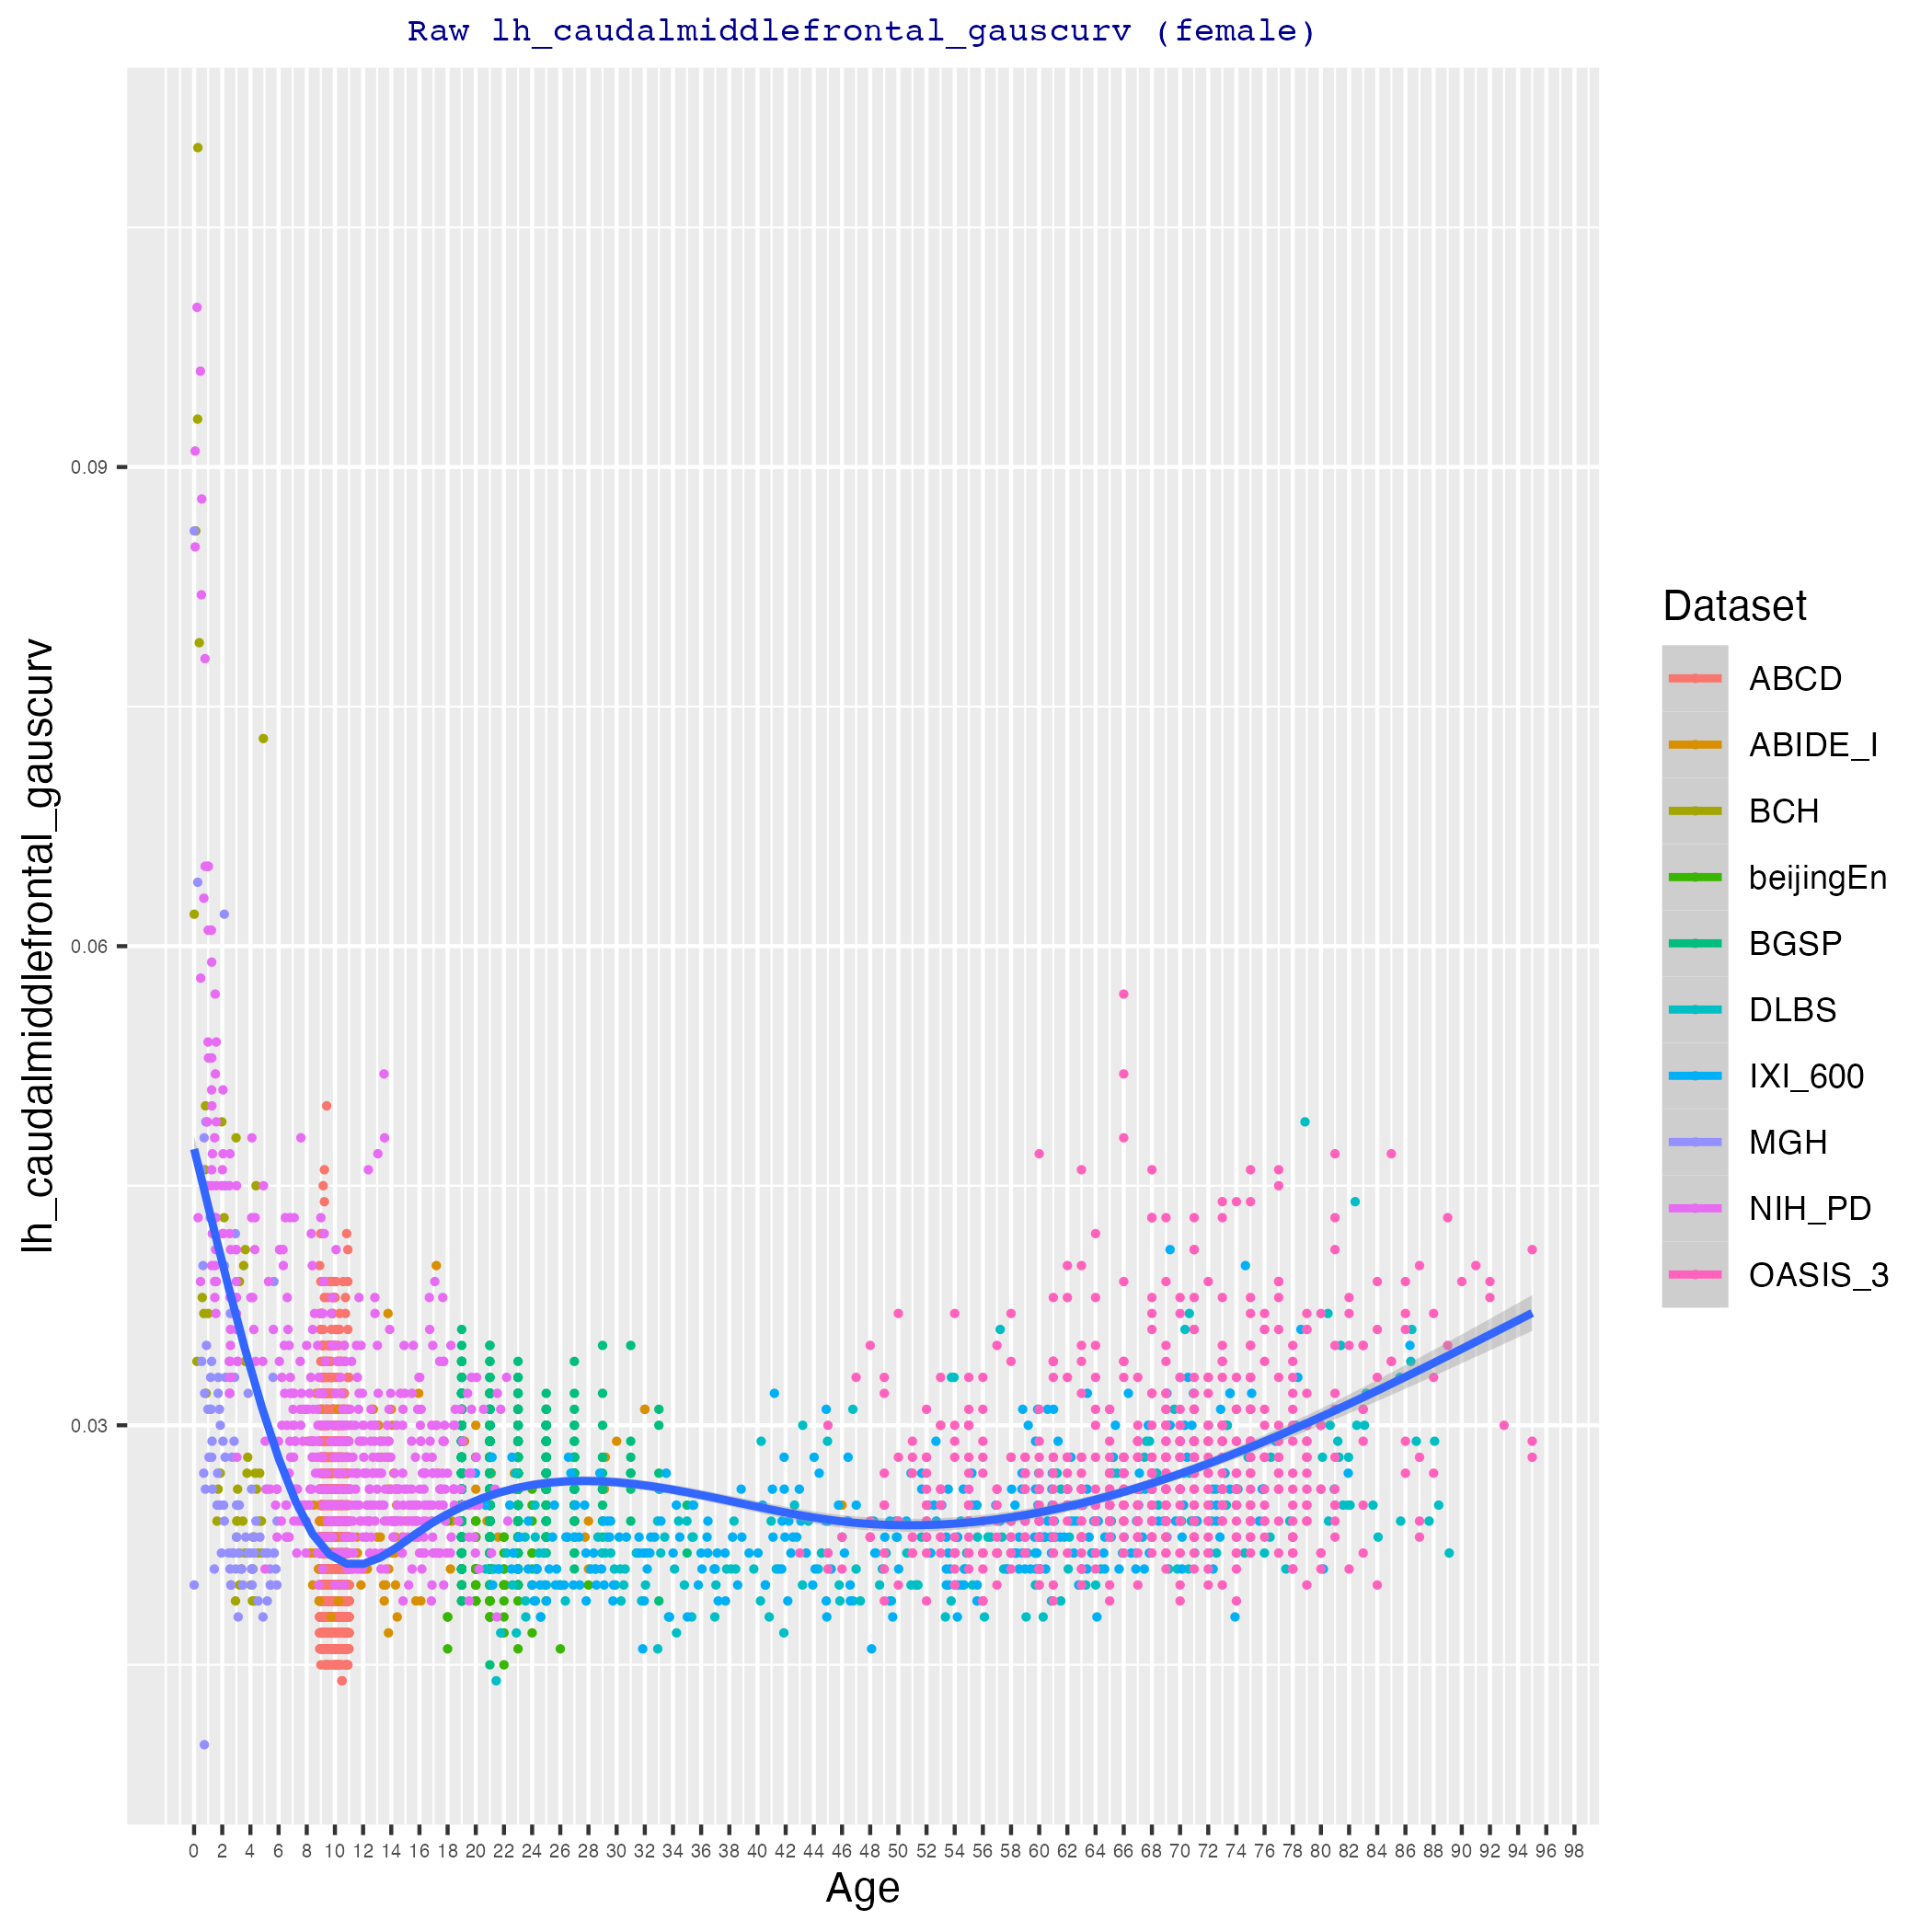 Raw lh_caudalmiddlefrontal_gauscurv (female)
lh_caudalmiddlefrontal_gauscurv
0.09
0.06
0.03
0 2 4 6 8 10 12 14 16 18 20 22 24 26 28 30 32 34 36 38 40 42 44 46 48 50 52 54 56 58 60 62 64 66 68 70 72 74 76 78 80 82 84 86 88 90 92 94 96 98
Age
Dataset
ABCD
ABIDE_I
BCH
beijingEn
BGSP
DLBS
IXI_600
MGH
NIH_PD
OASIS_3